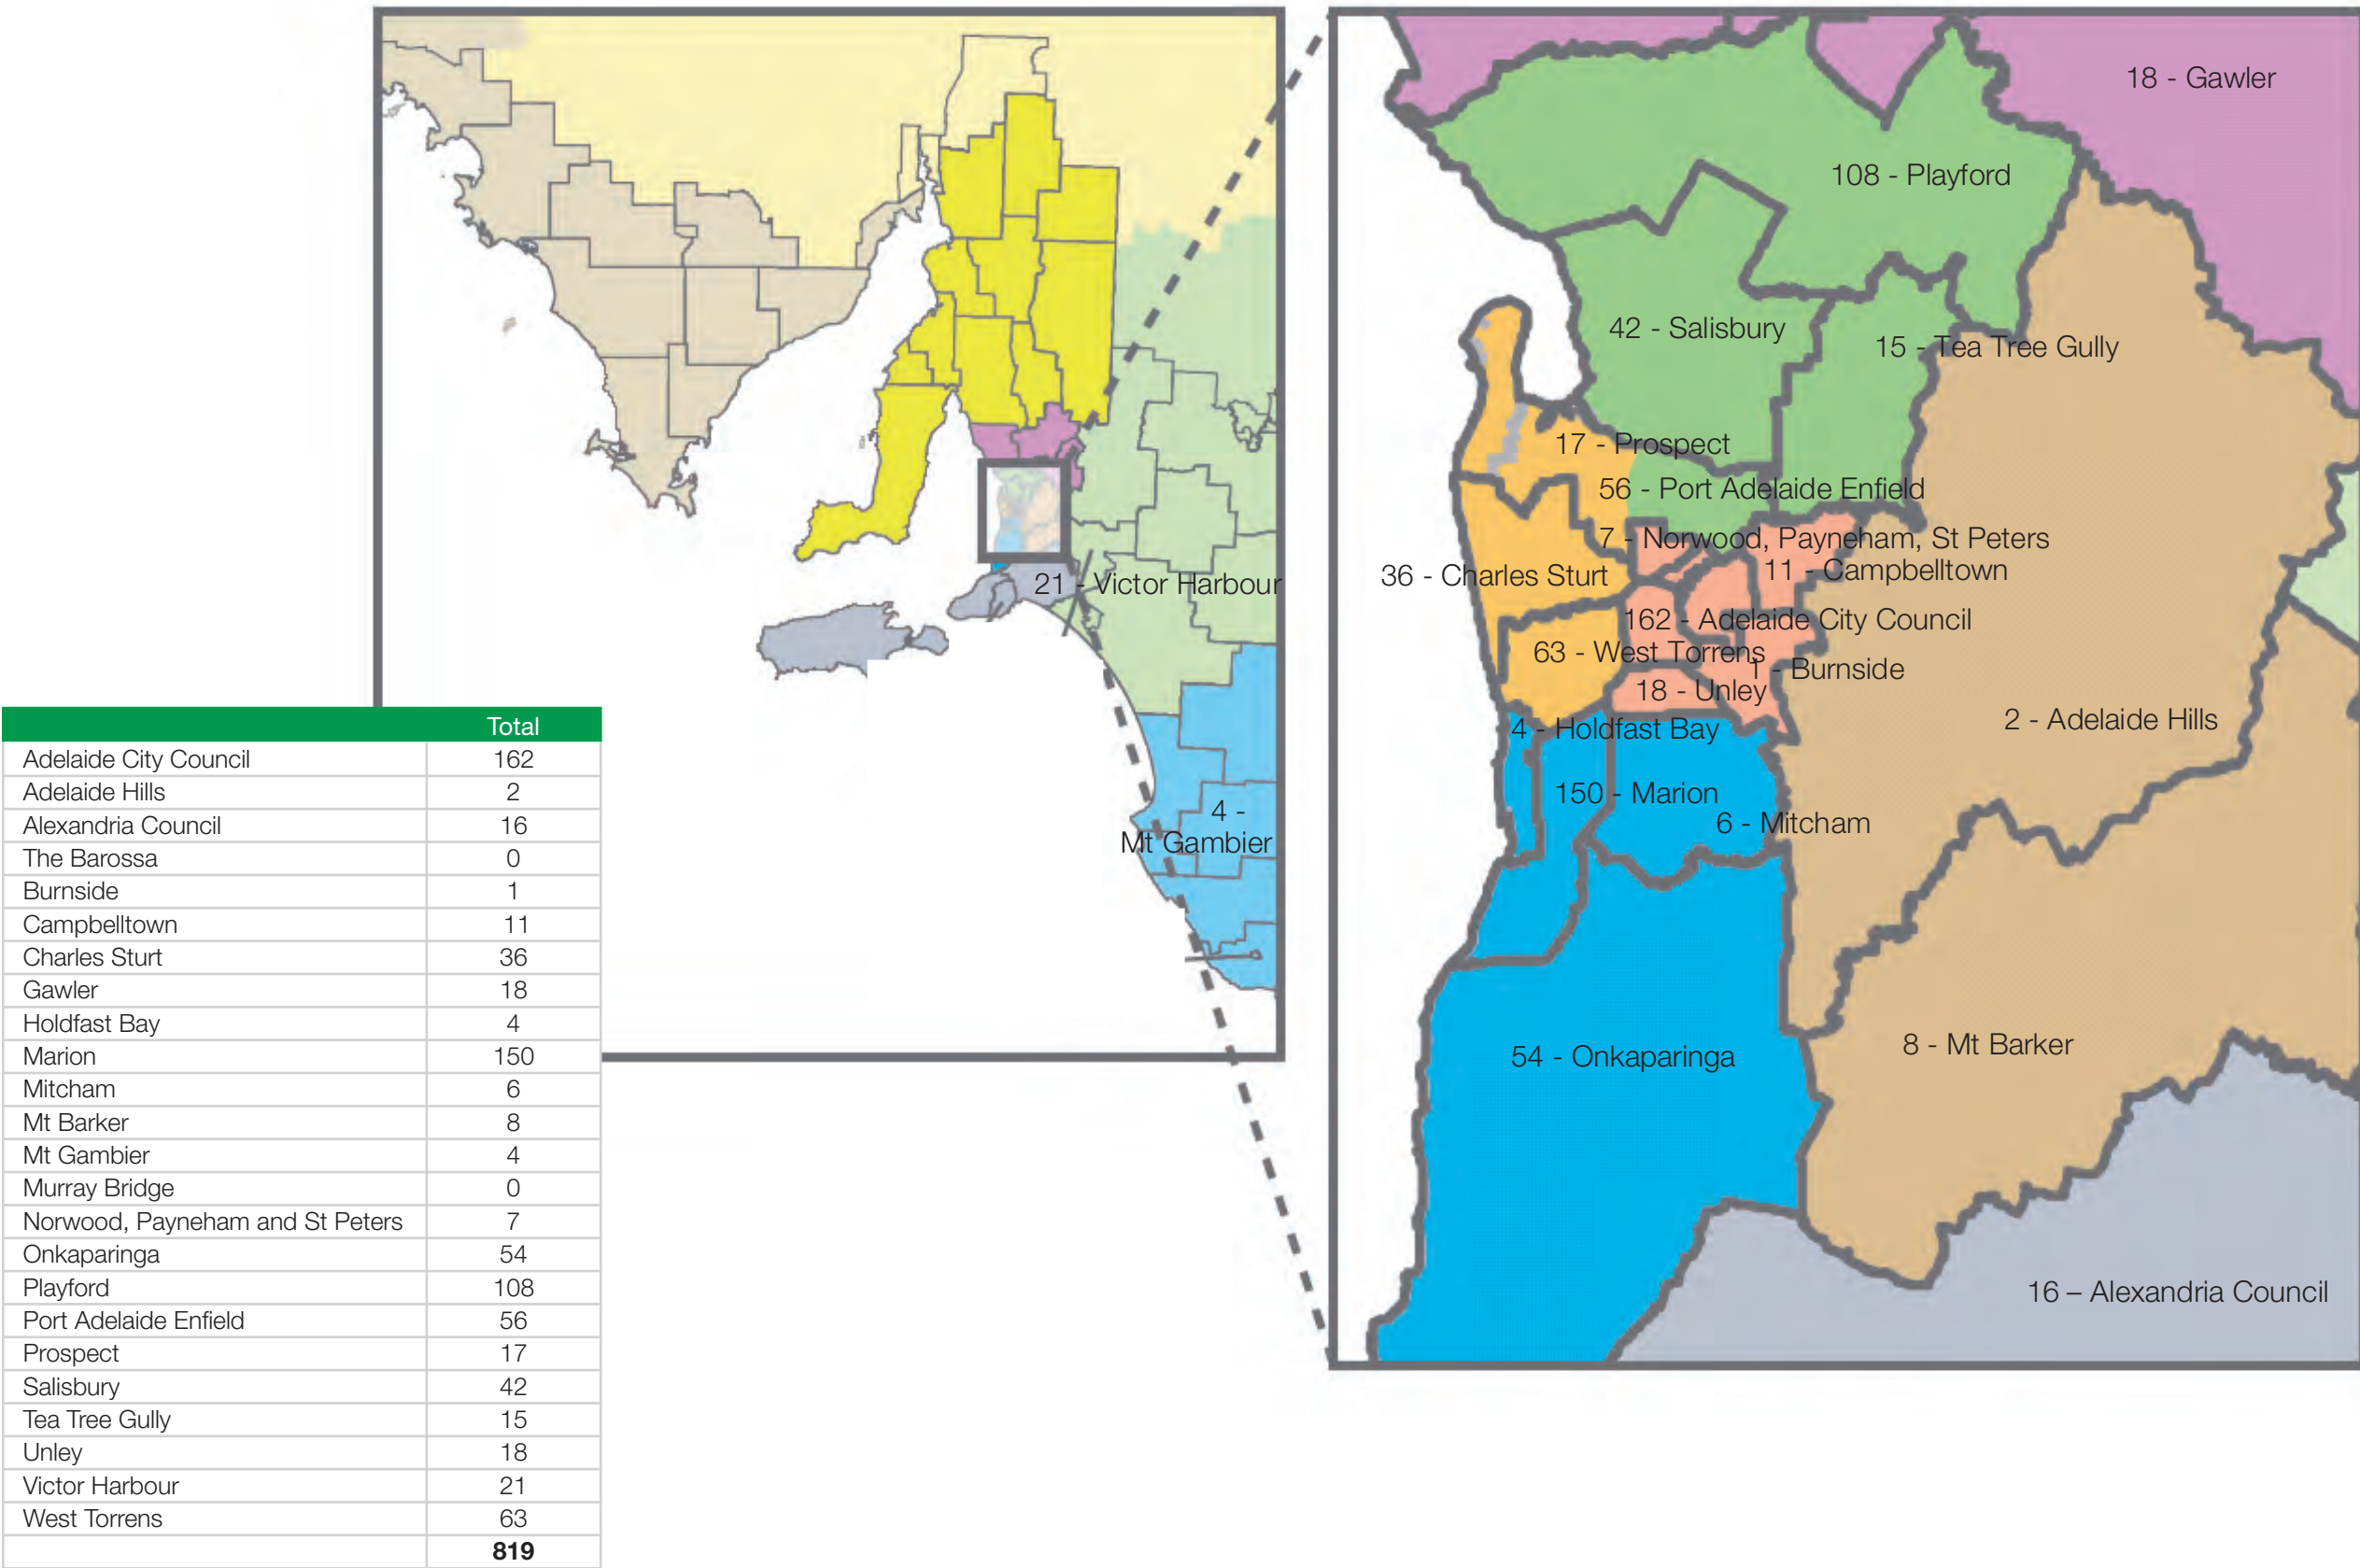 18 - Gawler
108 - Playford
42 - Salisbury
15 - Tea Tree Gully
17 - Prospect
56 - Port Adelaide Enfield
7 - Norwood, Payneham, St Peters
36 - Charles Sturt
11 - Campbelltown
162 - Adelaide City Council
63 - West Torrens
1 - Burnside
18 - Unley
2 - Adelaide Hills
4 - Holdfast Bay
150 - Marion
6 - Mitcham
54 - Onkaparinga
8 - Mt Barker
16 – Alexandria Council
21 - Victor Harbour
4 -
Mt Gambier
Total
Adelaide City Council 162
Adelaide Hills 2
Alexandria Council 16
The Barossa 0
Burnside 1
Campbelltown 11
Charles Sturt 36
Gawler 18
Holdfast Bay 4
Marion 150
Mitcham 6
Mt Barker 8
Mt Gambier 4
Murray Bridge 0
Norwood, Payneham and St Peters 7
Onkaparinga 54
Playford 108
Port Adelaide Enfield 56
Prospect 17
Salisbury 42
Tea Tree Gully 15
Unley 18
Victor Harbour 21
West Torrens 63
819